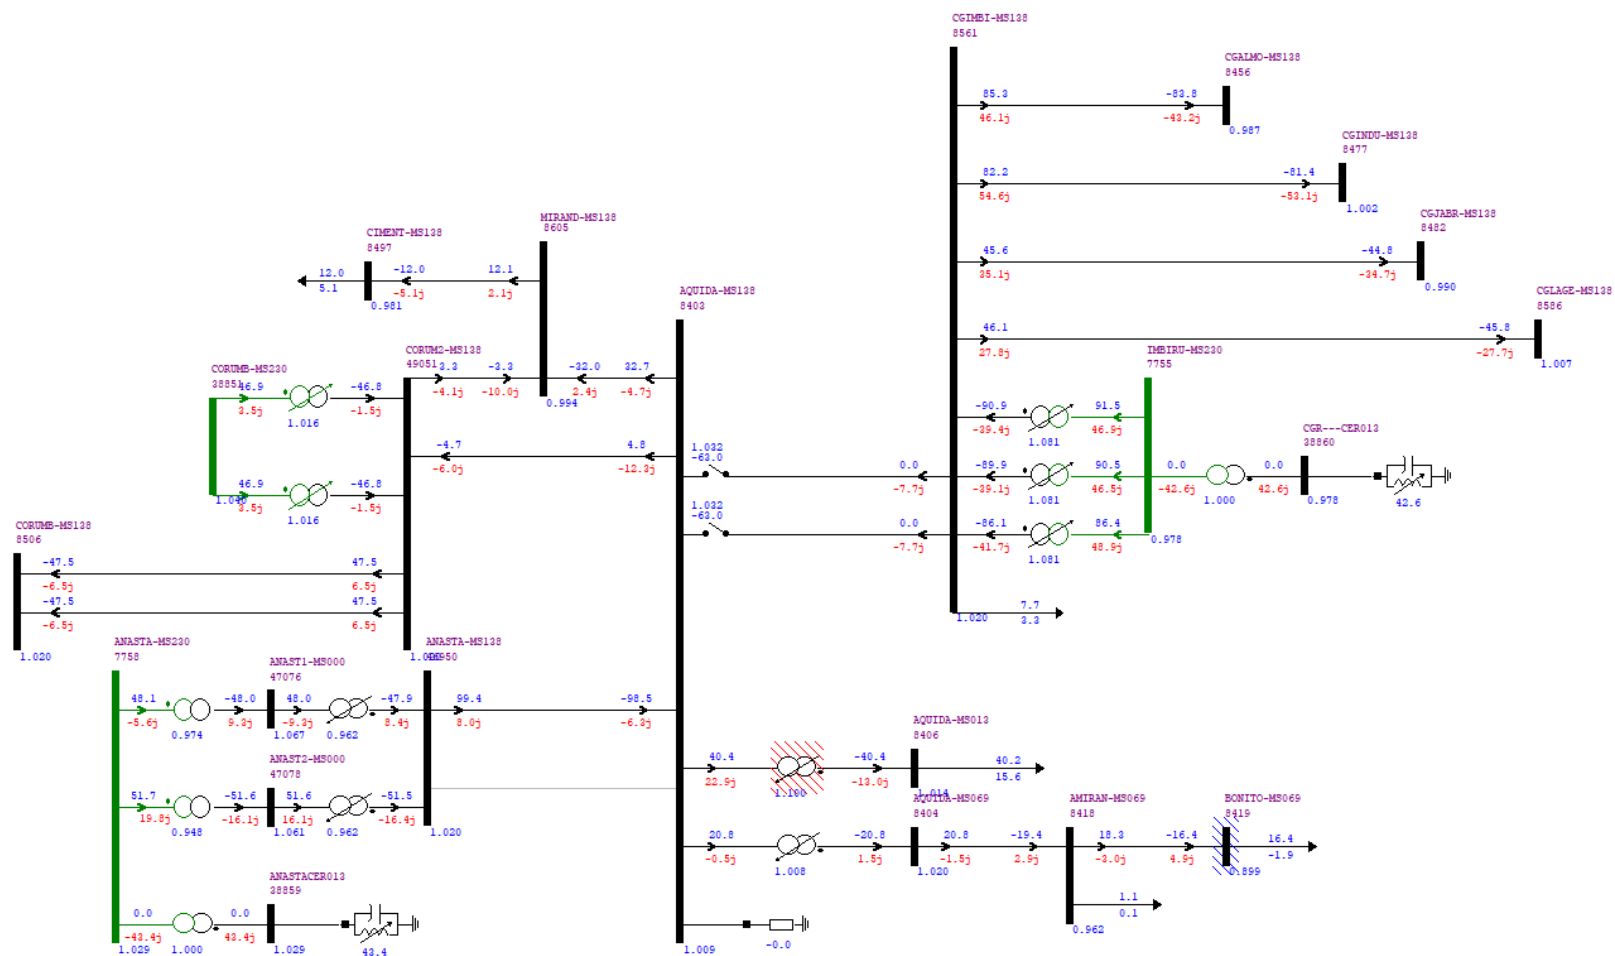 CGIMBI-MS138
8561
CGALMO-MS138
8456
85.3
-83.8
46.1j
-43.2j
0.987
CGINDU-MS138
8477
82.2
-81.4
54.6j
-53.1j
1.002
CGJABR-MS138
8482
45.6
-44.8
35.1j
-34.7j
0.990
CGLAGE-MS138
8586
46.1
-45.8
27.8j
-27.7j
1.007
MIRAND-MS138
8605
CIMENT-MS138
8497
12.0
-12.0
12.1
5.1
-5.1j
2.1j
0.981
AQUIDA-MS138
8403
CORUM2-MS138
49051
3.3
-3.3
-32.0
32.7
-4.1j
-10.0j
2.4j
-4.7j
0.994
CORUMB-MS230
38851
46.9
-46.8
3.5j
-1.5j
1.016
-4.7
4.8
-6.0j
-12.3j
46.9
-46.8
1.040
3.5j
-1.5j
1.016
1.032
-63.0
0.0
-7.7j
1.032
-63.0
0.0
-7.7j
IMBIRU-MS230
7755
-90.9
91.5
-39.4j
46.9j
1.081
-89.9
90.5
-39.1j
46.5j
1.081
-86.1
86.4
-41.7j
48.9j
1.081
0.978
CGR---CER013
38860
0.0
0.0
-42.6j
42.6j
1.000
0.978
42.6
7.7
3.3
1.020
CORUMB-MS138
8506
-47.5
47.5
-6.5j
6.5j
-47.5
47.5
-6.5j
6.5j
1.020
ANASTA-MS230
7758
ANASTA-MS138
ANAST1-MS000
47076
48.1
-48.0
48.0
-47.9
99.4
-98.5
-5.6j
9.3j
-9.3j
8.4j
8.0j
-6.3j
0.974
1.067
0.962
ANAST2-MS000
47078
51.7
-51.6
51.6
-51.5
19.8j
-16.1j
16.1j
-16.4j
0.948
1.061
0.962
1.020
ANASTACER013
38859
0.0
0.0
-43.4j
43.4j
1.029
1.000
1.029
43.4
AQUIDA-MS013
8406
40.4
-40.4
40.2
22.9j
-13.0j
15.6
1.100
1.014
AQUIDA-MS069
8404
AMIRAN-MS069
8418
BONITO-MS069
8419
20.8
-20.8
20.8
-19.4
18.3
-16.4
16.4
-0.5j
1.5j
-1.5j
2.9j
-3.0j
4.9j
-1.9
1.008
1.020
0.899
1.1
0.1
0.962
-0.0
1.009